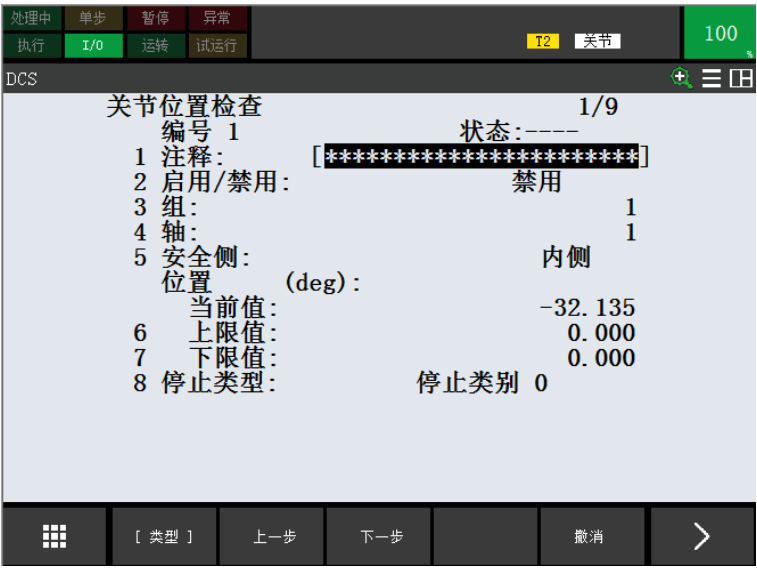 处理中 单步 暂停 异常
执行 I/O 运转 试运行 T2 关节 100 %
DCS
关节位置检查 1/9
编号 1 状态:----
1 注释: [************************]
2 启用/禁用: 禁用
3 组: 1
4 轴: 1
5 安全侧: 内侧
位置 (deg):
当前值: -32.135
6 上限值: 0.000
7 下限值: 0.000
8 停止类型: 停止类别 0
[ 类型 ] 上一步 下一步 撤消